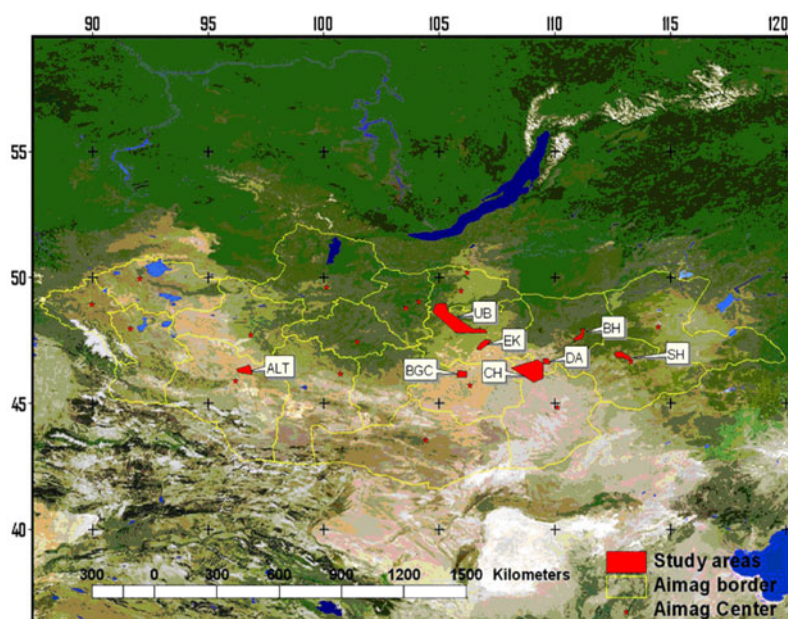 90 95 100 105 110 115 120
55
50
45
40
UB
BH
EK
DA
SH
ALT
BGC
CH
300 0 300 600 900 1200 1500 Kilometers
Study areas
Aimag border
Aimag Center